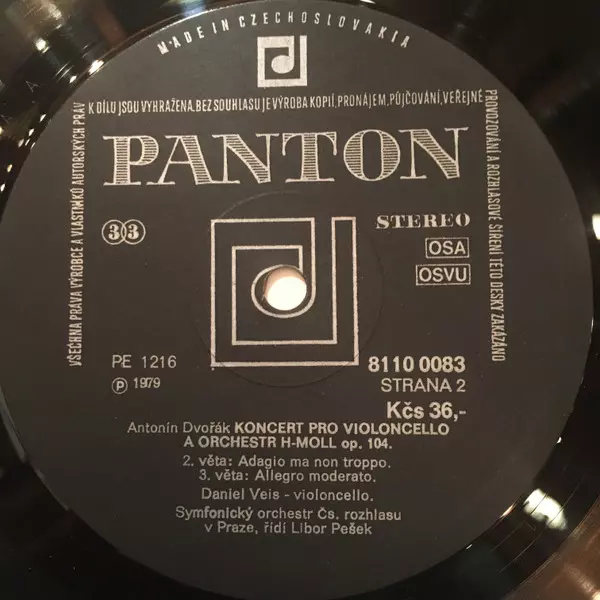 MADE IN CZECHOSLOVAKIA
VŠECHNA PRÁVA VÝROBCE A VLASTNÍKŮ AUTORSKÝCH PRÁV
K DÍLU JSOU VYHRAŽENA. BEZ SOUHLASU JE VÝROBA KOPIÍ, PRONÁJEM, PŮJČOVÁNÍ, VEŘEJNÉ
PROVOZOVÁNÍ A ROZHLASOVÉ ŠÍŘENÍ TÉTO DESKY ZAKÁZÁNO
PANTON
33
STEREO
OSA
OSVU
PE 1216
℗ 1979
8110 0083
STRANA 2
Kčs 36,-
Antonín Dvořák KONCERT PRO VIOLONCELLO
A ORCHESTR H-MOLL op. 104.
2. věta: Adagio ma non troppo.
3. věta: Allegro moderato.
Daniel Veis - violoncello.
Symfonický orchestr Čs. rozhlasu
v Praze, řídí Libor Pešek